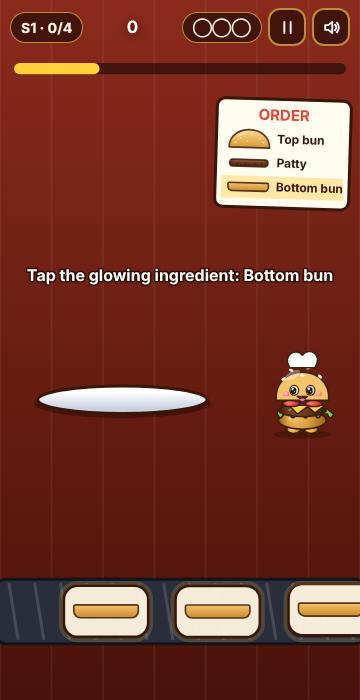 S1 · 0/4
0
ORDER
Top bun
Patty
Bottom bun
Tap the glowing ingredient: Bottom bun